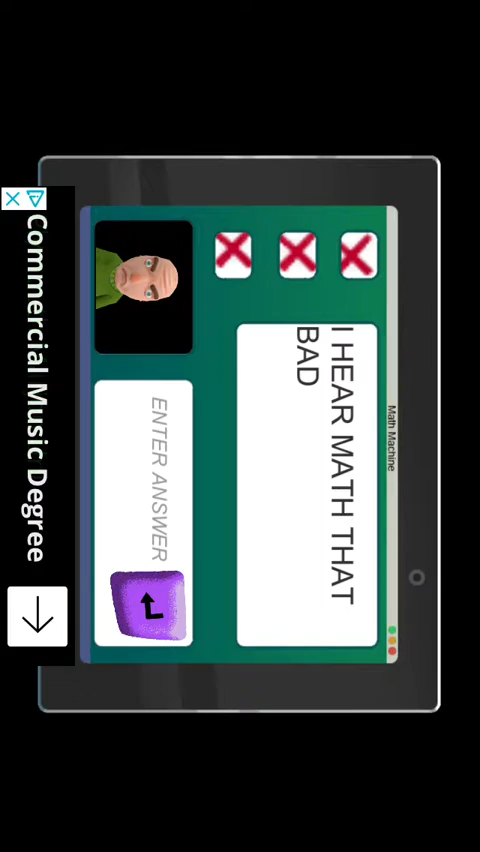 Math Machine
I HEAR MATH THAT
BAD
ENTER ANSWER
Commercial Music Degree